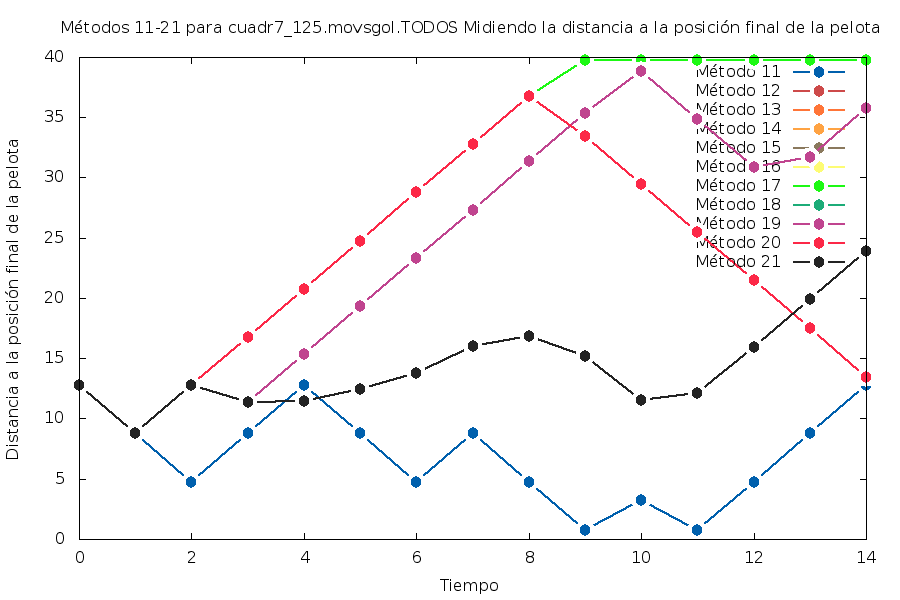 Métodos 11-21 para cuadr7_125.movsgol.TODOS Midiendo la distancia a la posición final de la pelota
40
35
30
25
20
15
10
5
0
Distancia a la posición final de la pelota
Método 11
Método 12
Método 13
Método 14
Método 15
Método 16
Método 17
Método 18
Método 19
Método 20
Método 21
0 2 4 6 8 10 12 14
Tiempo